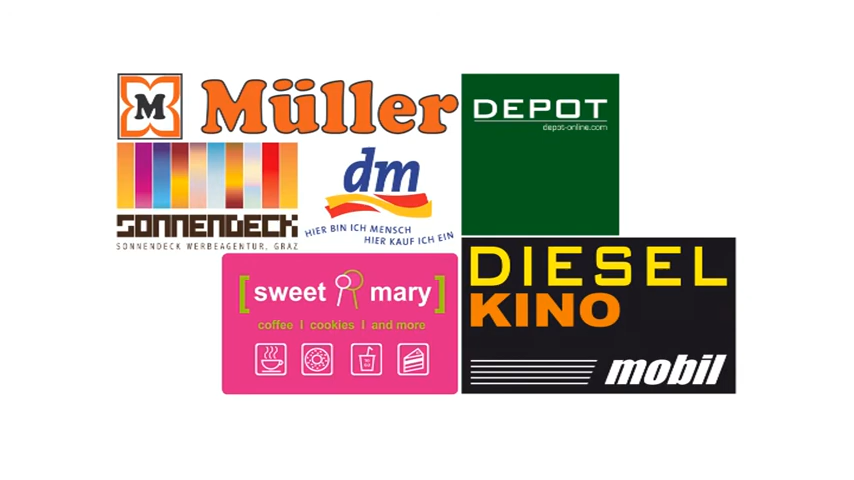 M Müller
DEPOT
depot-online.com
SONNENDECK
SONNENDECK WERBEAGENTUR, GRAZ
dm
HIER BIN ICH MENSCH
HIER KAUF ICH EIN
[sweet mary]
coffee I cookies I and more
DIESEL
KINO
mobil